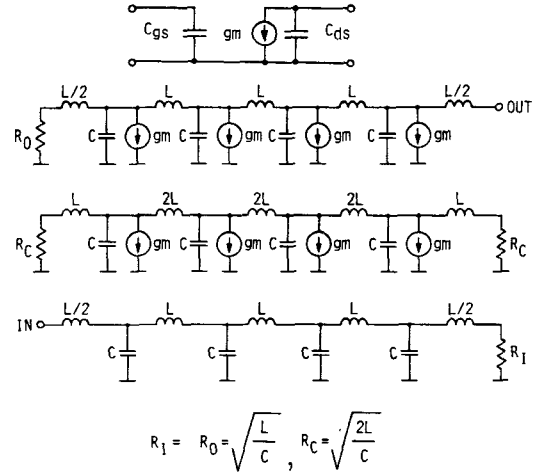 Cgs gm Cds
L/2 L L L L/2
OUT
RO C gm C gm C gm C gm
L 2L 2L 2L L
RC C gm C gm C gm C gm RC
L/2 L L L L/2
IN
C C C C RI
RI = RO = √(L/C) , RC = √(2L/C)